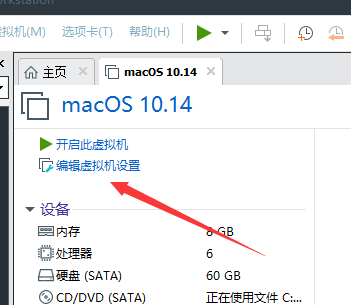 orkstation
虚拟机(M) 选项卡(T) 帮助(H)
主页 macOS 10.14
macOS 10.14
开启此虚拟机
编辑虚拟机设置
设备
内存 8 GB
处理器 6
硬盘 (SATA) 60 GB
CD/DVD (SATA) 正在使用文件 C:...